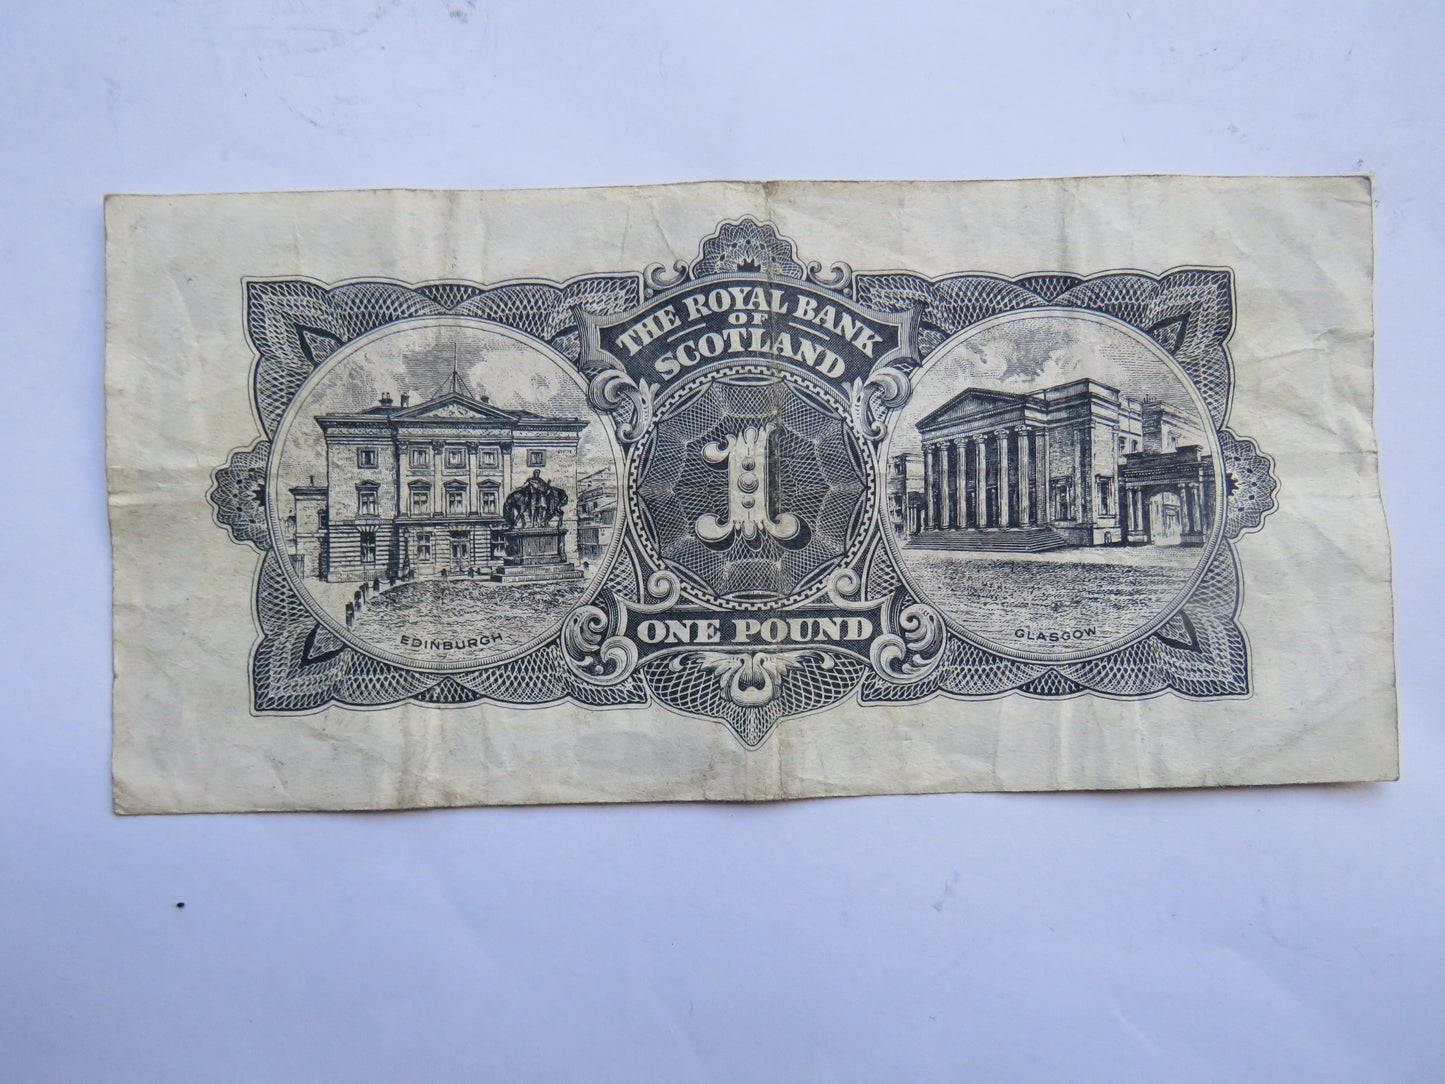 THE ROYAL BANK
OF
SCOTLAND
1
ONE POUND
EDINBURGH
GLASGOW